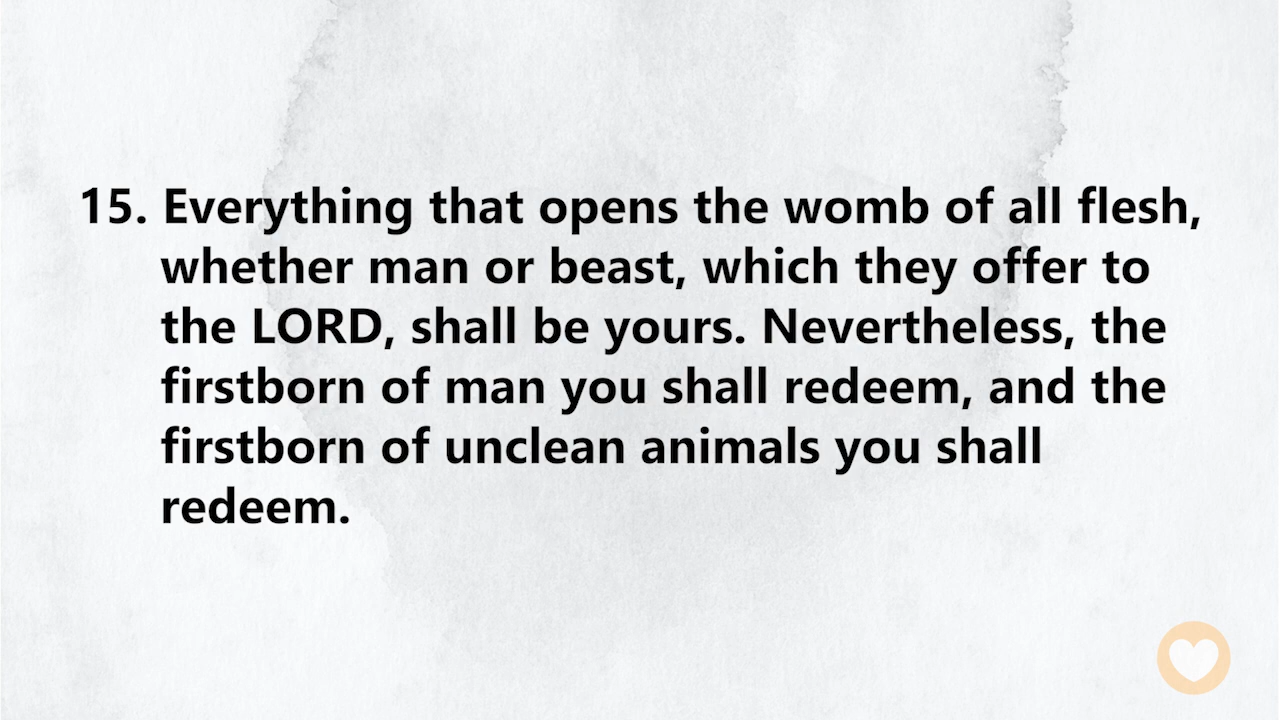 15. Everything that opens the womb of all flesh,
whether man or beast, which they offer to
the LORD, shall be yours. Nevertheless, the
firstborn of man you shall redeem, and the
firstborn of unclean animals you shall
redeem.